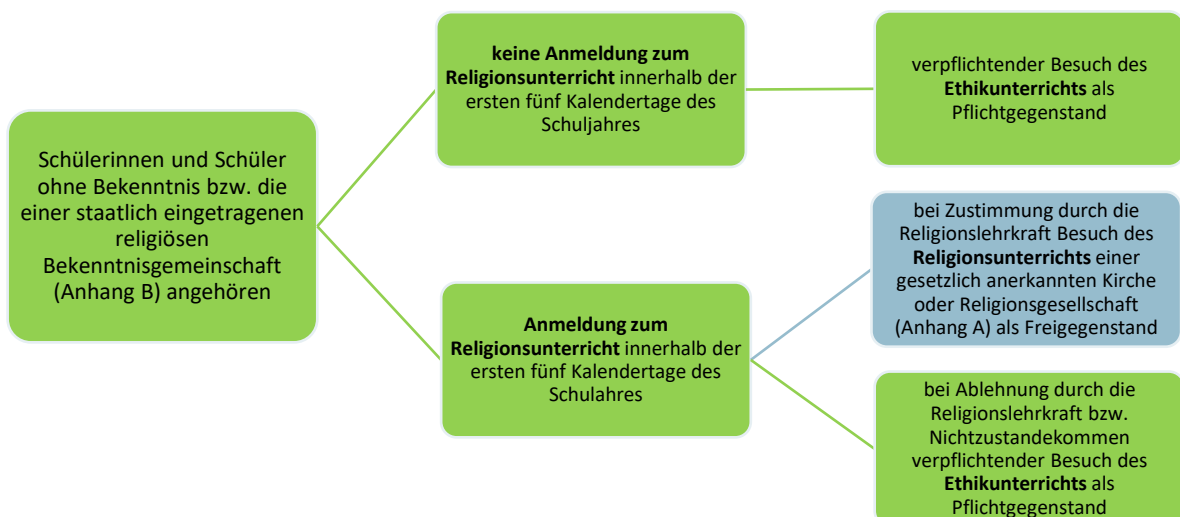 Schülerinnen und Schüler
ohne Bekenntnis bzw. die
einer staatlich eingetragenen
religiösen
Bekenntnisgemeinschaft
(Anhang B) angehören
keine Anmeldung zum
Religionsunterricht innerhalb der
ersten fünf Kalendertage des
Schuljahres
verpflichtender Besuch des
Ethikunterrichts als
Pflichtgegenstand
Anmeldung zum
Religionsunterricht innerhalb der
ersten fünf Kalendertage des
Schulahres
bei Zustimmung durch die
Religionslehrkraft Besuch des
Religionsunterrichts einer
gesetzlich anerkannten Kirche
oder Religionsgesellschaft
(Anhang A) als Freigegenstand
bei Ablehnung durch die
Religionslehrkraft bzw.
Nichtzustandekommen
verpflichtender Besuch des
Ethikunterrichts als
Pflichtgegenstand